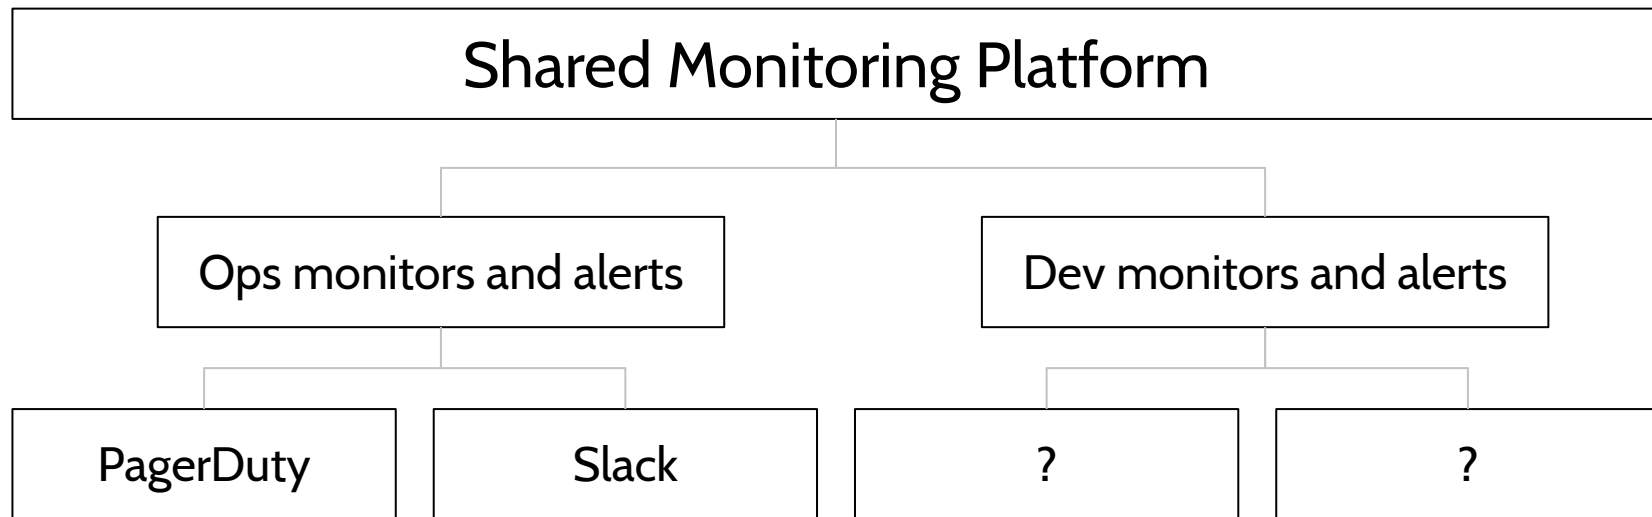 Shared Monitoring Platform
Ops monitors and alerts
Dev monitors and alerts
PagerDuty
Slack
?
?